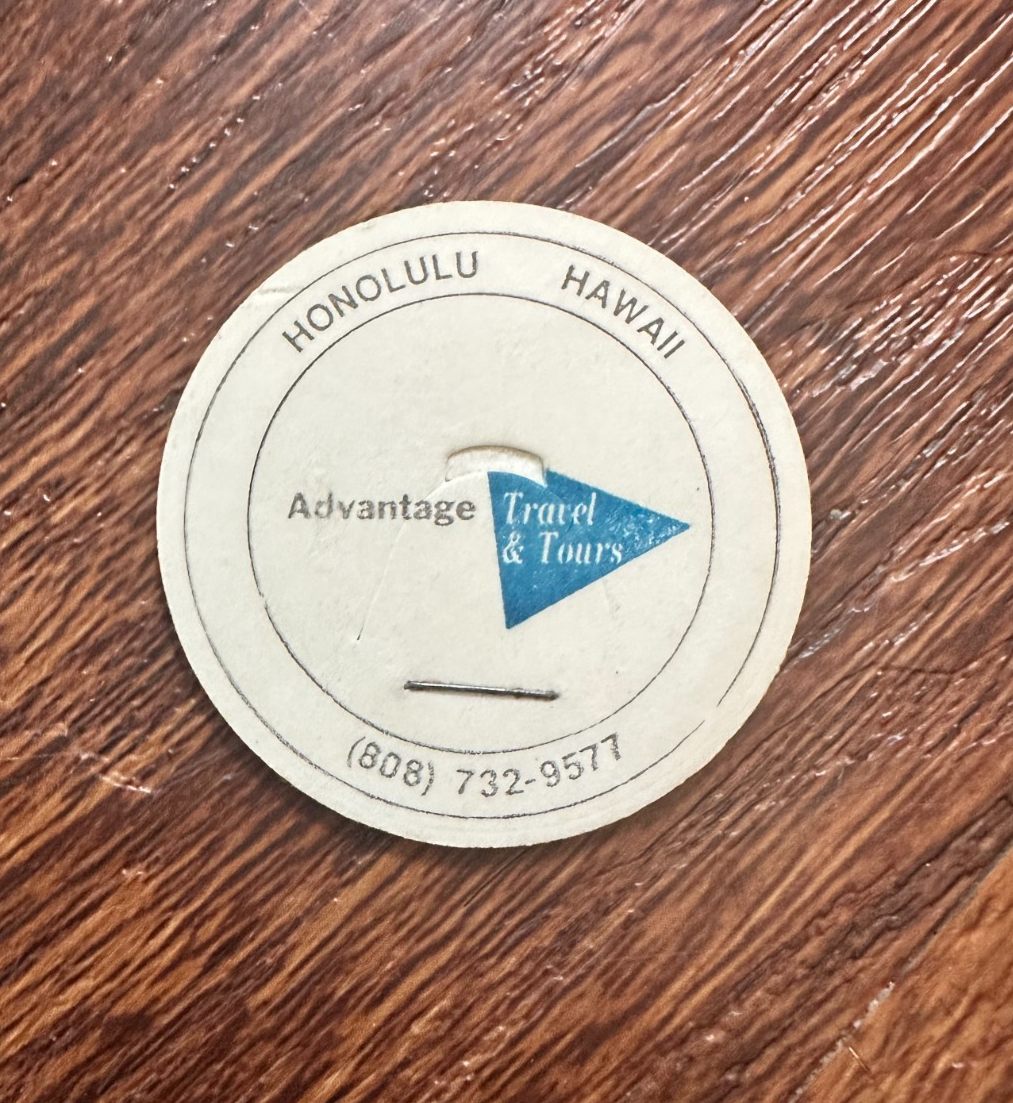 HONOLULU HAWAII
Advantage Travel
& Tours
(808) 732-9577